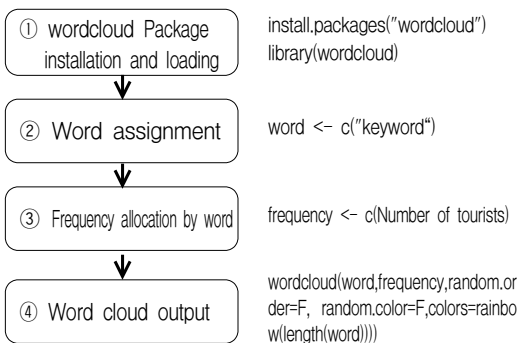 ① wordcloud Package
installation and loading
install.packages("wordcloud")
library(wordcloud)
② Word assignment
word <- c("keyword“)
③ Frequency allocation by word
frequency <- c(Number of tourists)
④ Word cloud output
wordcloud(word,frequency,random.or
der=F, random.color=F,colors=rainbo
w(length(word))))